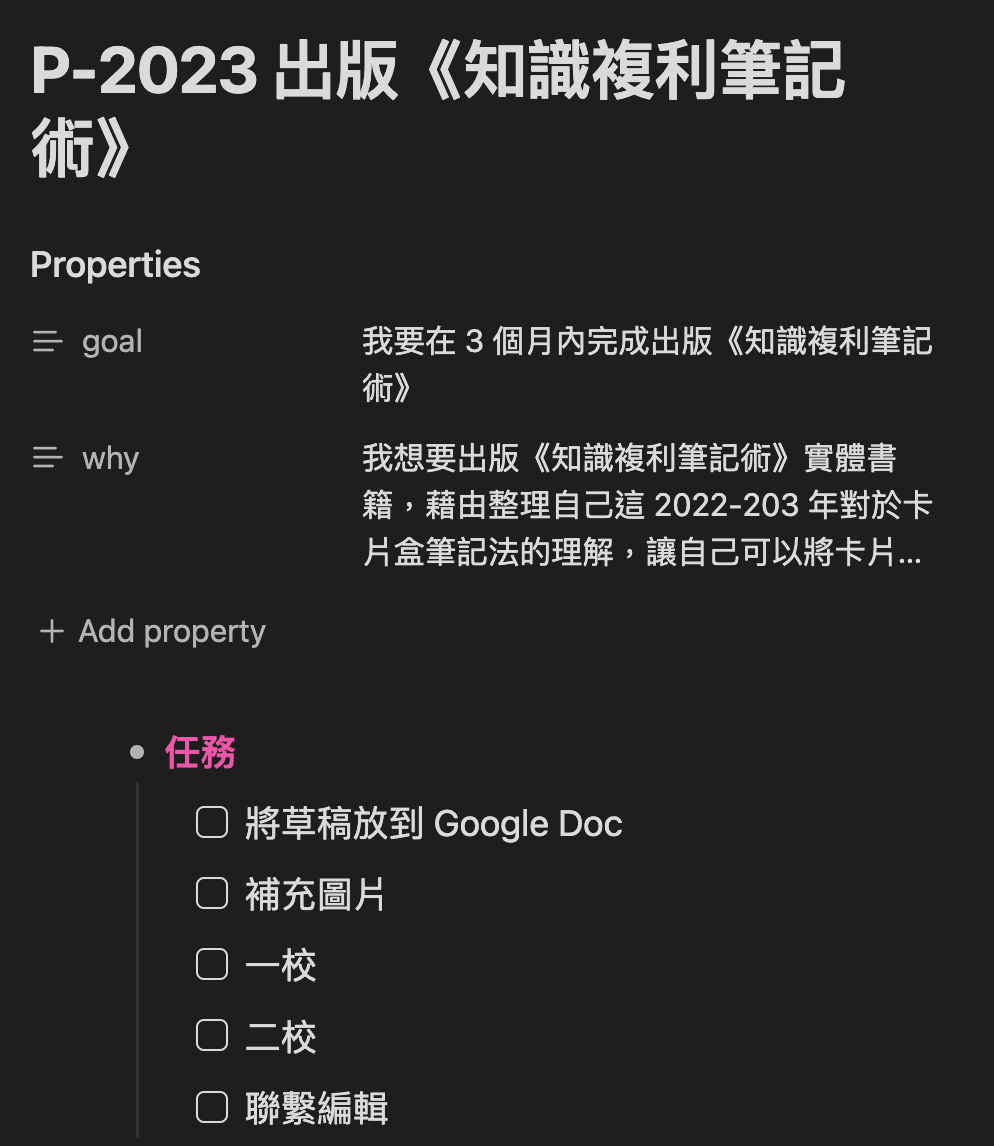 P-2023 出版《知識複利筆記
術》
Properties
goal
我要在 3 個月內完成出版《知識複利筆記
術》
why
我想要出版《知識複利筆記術》實體書
籍，藉由整理自己這 2022-203 年對於卡
片盒筆記法的理解，讓自己可以將卡片...
+ Add property
任務
將草稿放到 Google Doc
補充圖片
一校
二校
聯繫編輯